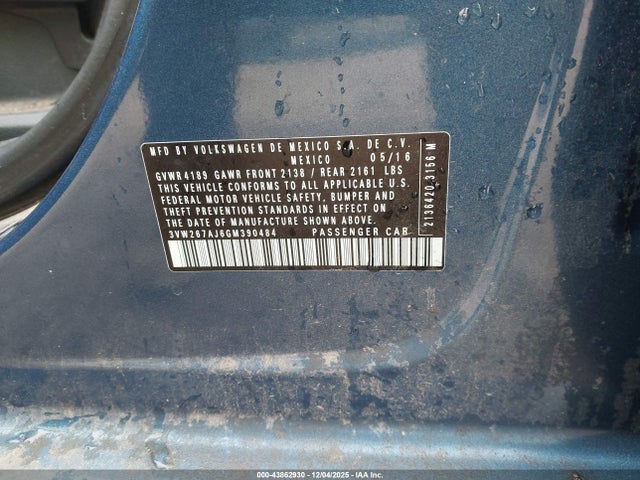 MFD BY VOLKSWAGEN DE MEXICO S.A. DE C.V.
MEXICO 05/16
GVWR 4189 GAWR FRONT 2138 / REAR 2161 LBS
THIS VEHICLE CONFORMS TO ALL APPLICABLE U.S.
FEDERAL MOTOR VEHICLE SAFETY, BUMPER AND
THEFT PREVENTION STANDARDS IN EFFECT ON
THE DATE OF MANUFACTURE SHOWN ABOVE.
3VW267AJ6GM390484 PASSENGER CAR
2136420.3156 M
000-43862930 - 12/04/2025 - IAA Inc.